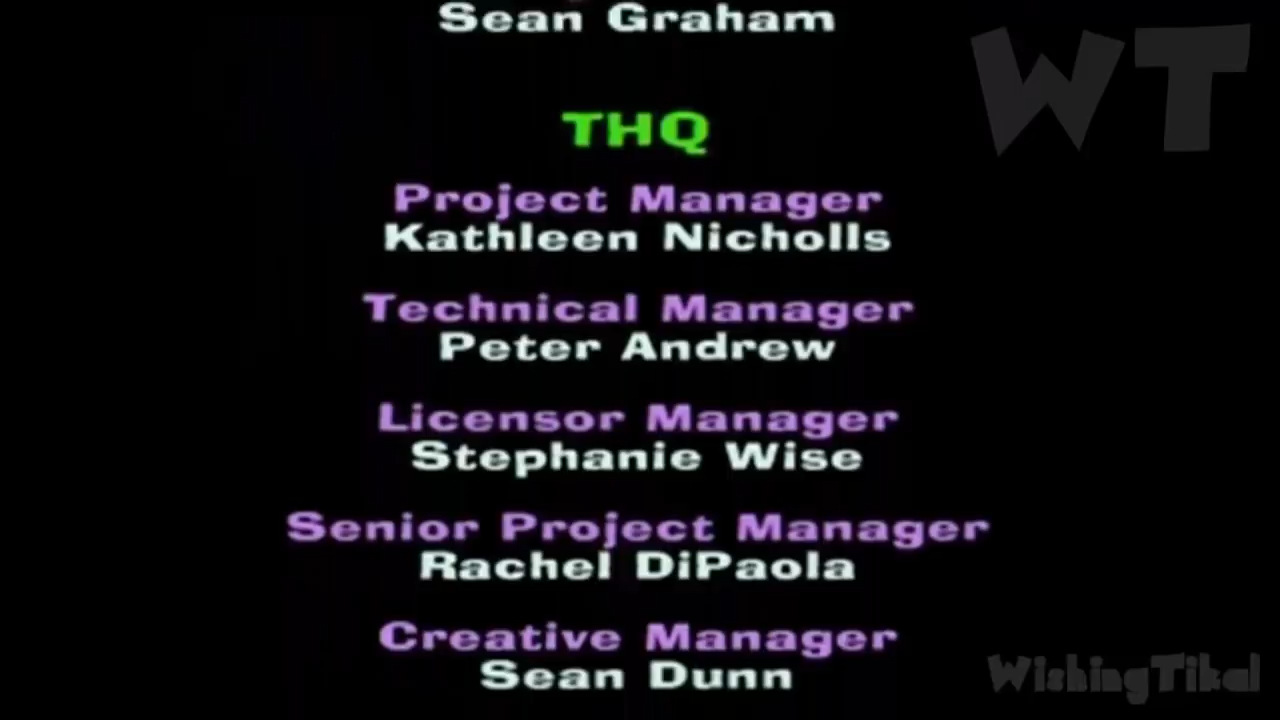 Sean Graham
WT
THQ
Project Manager
Kathleen Nicholls
Technical Manager
Peter Andrew
Licensor Manager
Stephanie Wise
Senior Project Manager
Rachel DiPaola
Creative Manager
Sean Dunn
WishingTikal